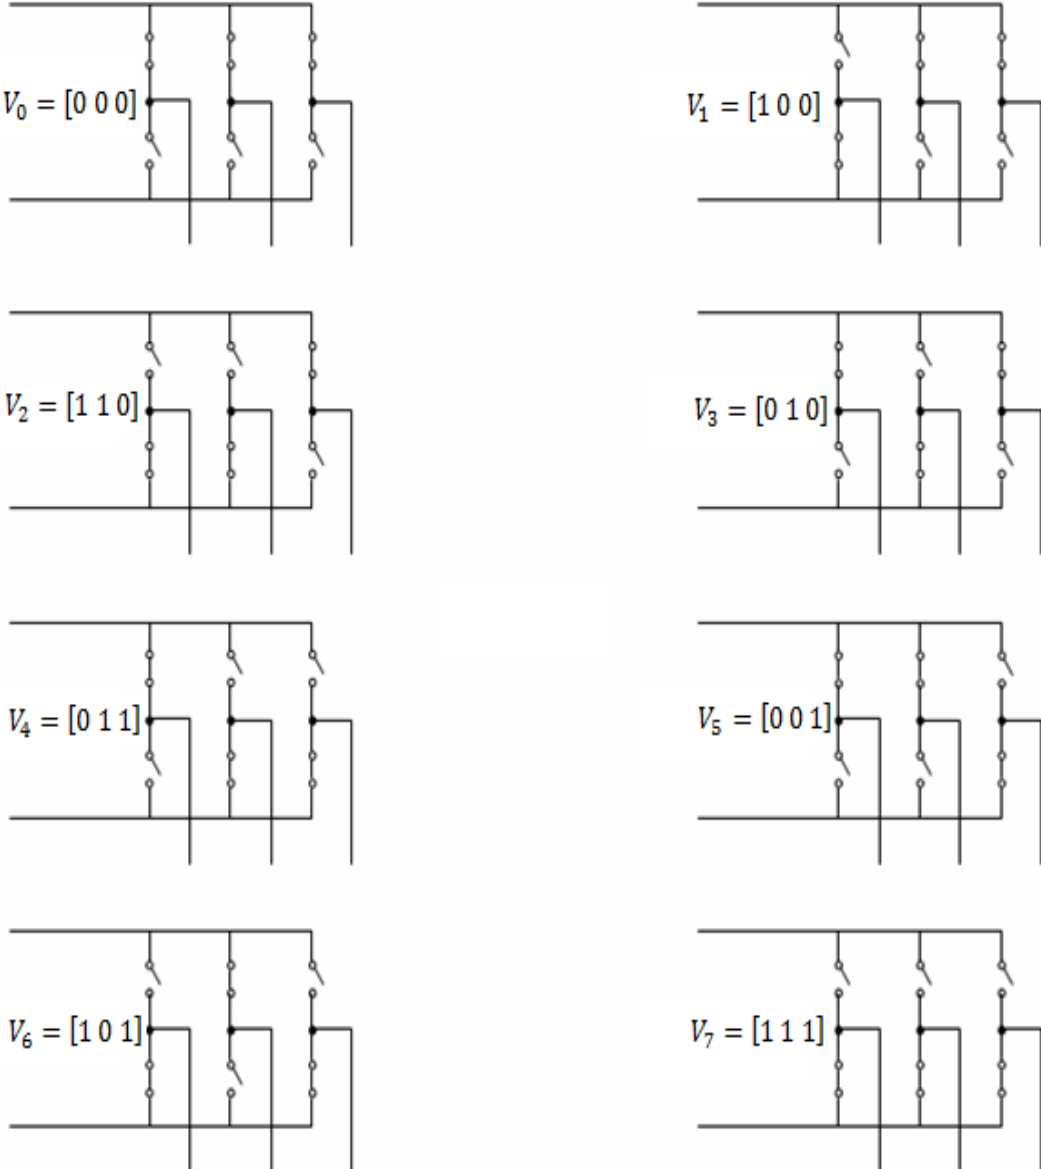 V₀ = [0 0 0]
V₁ = [1 0 0]
V₂ = [1 1 0]
V₃ = [0 1 0]
V₄ = [0 1 1]
V₅ = [0 0 1]
V₆ = [1 0 1]
V₇ = [1 1 1]